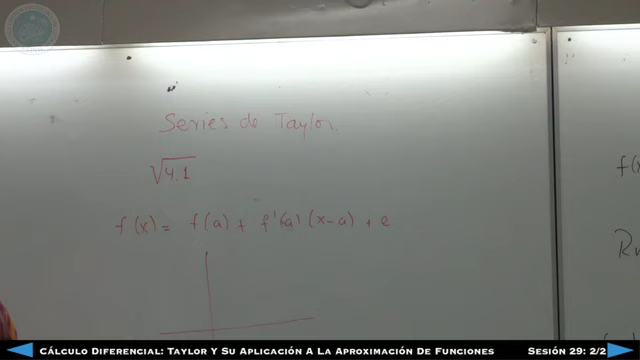 Series de Taylor.
√4.1
f(x) = f(a) + f'(a) (x-a) + e
f(x
R
CÁLCULO DIFERENCIAL: TAYLOR Y SU APLICACIÓN A LA APROXIMACIÓN DE FUNCIONES
SESIÓN 29: 2/2